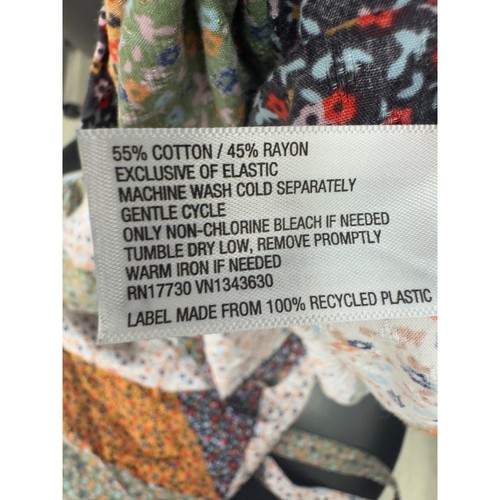 55% COTTON / 45% RAYON
EXCLUSIVE OF ELASTIC
MACHINE WASH COLD SEPARATELY
GENTLE CYCLE
ONLY NON-CHLORINE BLEACH IF NEEDED
TUMBLE DRY LOW, REMOVE PROMPTLY
WARM IRON IF NEEDED
RN17730 VN1343630
LABEL MADE FROM 100% RECYCLED PLASTIC